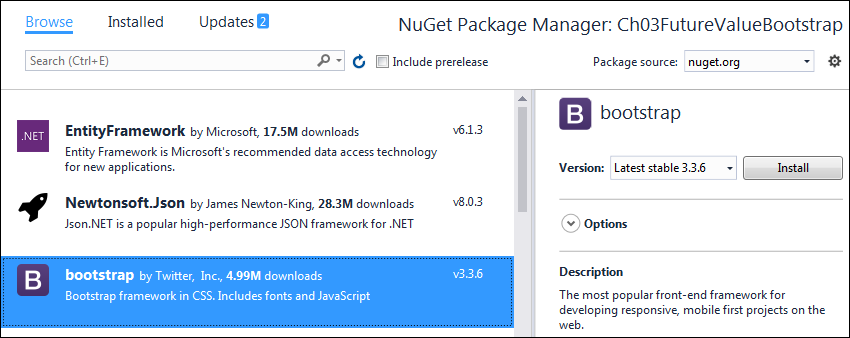 Browse Installed Updates 2 NuGet Package Manager: Ch03FutureValueBootstrap
Search (Ctrl+E) Include prerelease Package source: nuget.org
.NET
EntityFramework by Microsoft, 17.5M downloads v6.1.3
Entity Framework is Microsoft's recommended data access technology
for new applications.
Newtonsoft.Json by James Newton-King, 28.3M downloads v8.0.3
Json.NET is a popular high-performance JSON framework for .NET
B
bootstrap by Twitter, Inc., 4.99M downloads v3.3.6
Bootstrap framework in CSS. Includes fonts and JavaScript
B bootstrap
Version: Latest stable 3.3.6 Install
Options
Description
The most popular front-end framework for
developing responsive, mobile first projects on the
web.